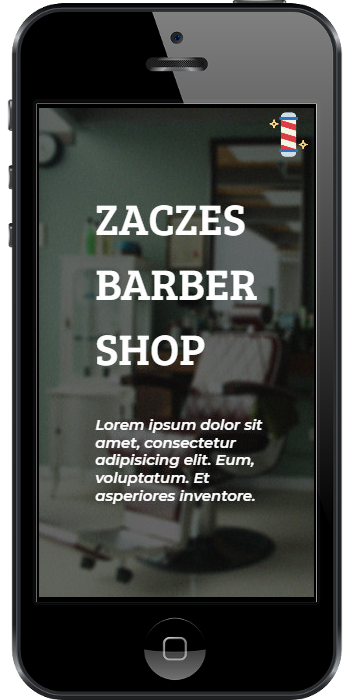 ZACZES
BARBER
SHOP
Lorem ipsum dolor sit
amet, consectetur
adipisicing elit. Eum,
voluptatum. Et
asperiores inventore.